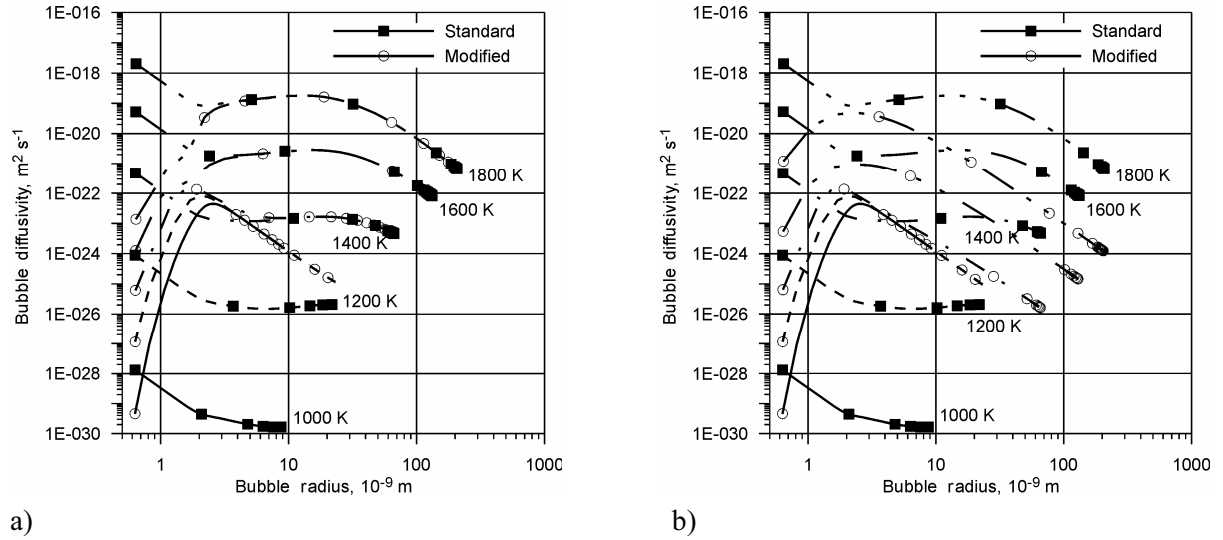 1E-016
1E-018
1E-020
1E-022
1E-024
1E-026
1E-028
1E-030
Bubble diffusivity, m² s⁻¹
Standard
Modified
1800 K
1600 K
1400 K
1200 K
1000 K
1 10 100 1000
Bubble radius, 10⁻⁹ m
a)
1E-016
1E-018
1E-020
1E-022
1E-024
1E-026
1E-028
1E-030
Bubble diffusivity, m² s⁻¹
Standard
Modified
1800 K
1600 K
1400 K
1200 K
1000 K
1 10 100 1000
Bubble radius, 10⁻⁹ m
b)